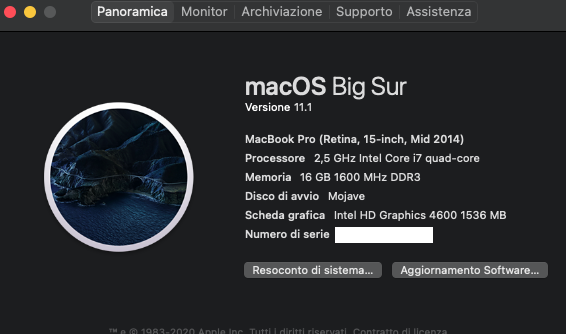 Panoramica Monitor Archiviazione Supporto Assistenza
macOS Big Sur
Versione 11.1
MacBook Pro (Retina, 15-inch, Mid 2014)
Processore 2,5 GHz Intel Core i7 quad-core
Memoria 16 GB 1600 MHz DDR3
Disco di avvio Mojave
Scheda grafica Intel HD Graphics 4600 1536 MB
Numero di serie
Resoconto di sistema... Aggiornamento Software...
™ e © 1983-2020 Apple Inc. Tutti i diritti riservati. Contratto di licenza